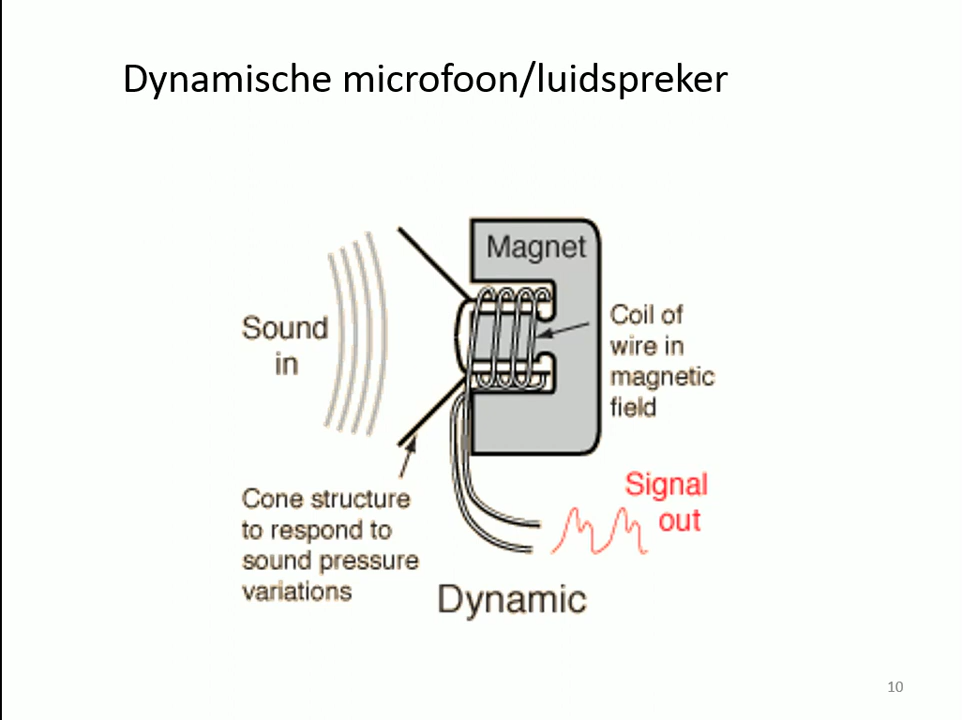 Dynamische microfoon/luidspreker
Magnet
Sound
in
Coil of
wire in
magnetic
field
Signal
out
Cone structure
to respond to
sound pressure
variations
Dynamic
10